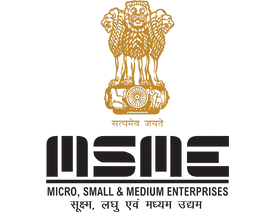 सत्यमेव जयते
MSME
MICRO, SMALL & MEDIUM ENTERPRISES
सूक्ष्म, लघु एवं मध्यम उद्यम